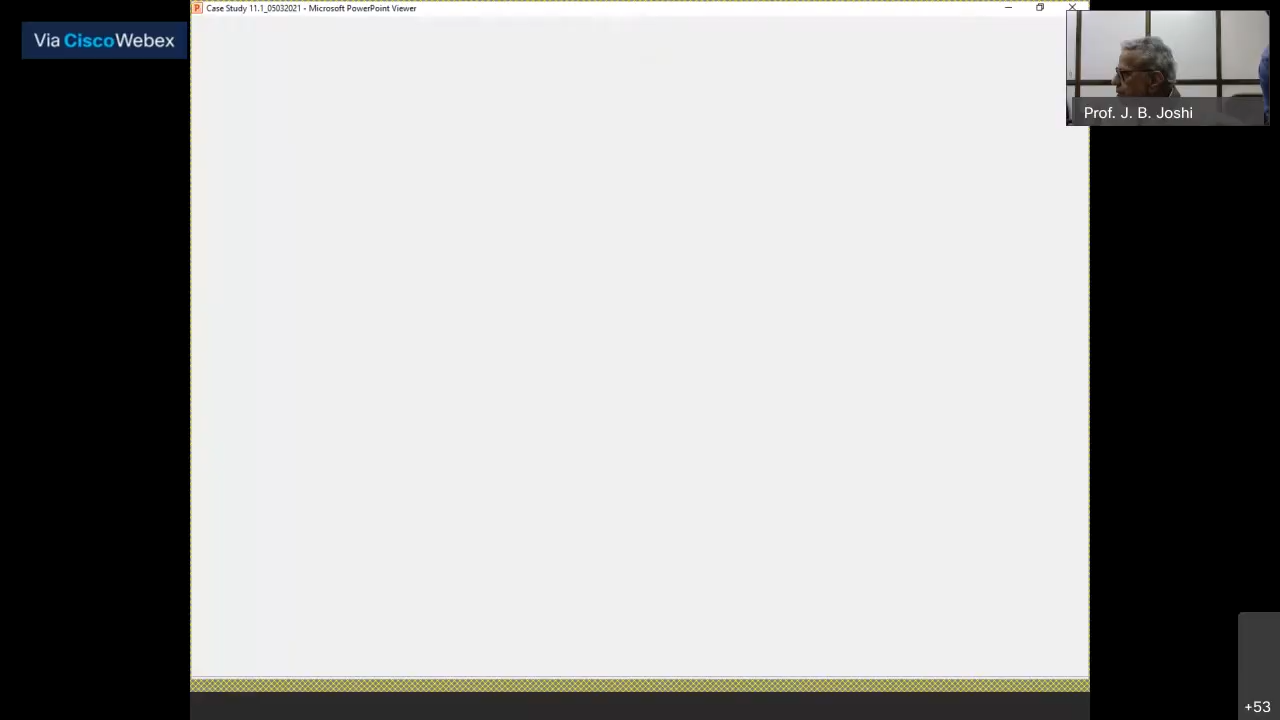 Case Study 11.1_05032021 - Microsoft PowerPoint Viewer
Via CiscoWebex
Prof. J. B. Joshi
+53